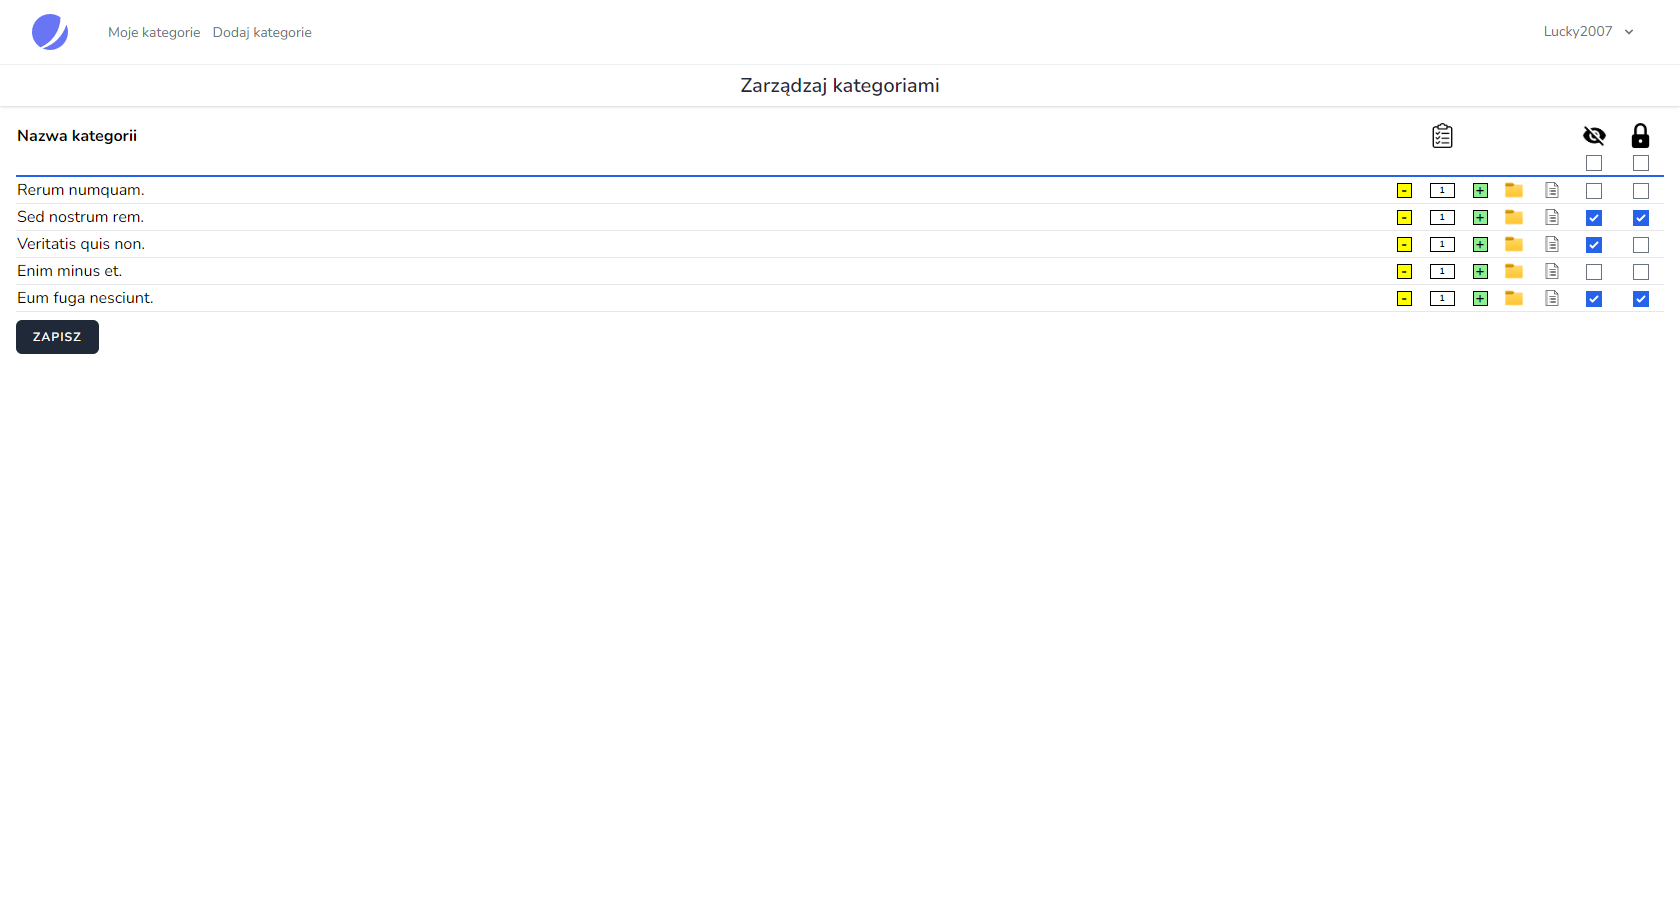 Moje kategorie Dodaj kategorie Lucky2007
Zarządzaj kategoriami
Nazwa kategorii
Rerum numquam. - 1 +
Sed nostrum rem. - 1 +
Veritatis quis non. - 1 +
Enim minus et. - 1 +
Eum fuga nesciunt. - 1 +
ZAPISZ